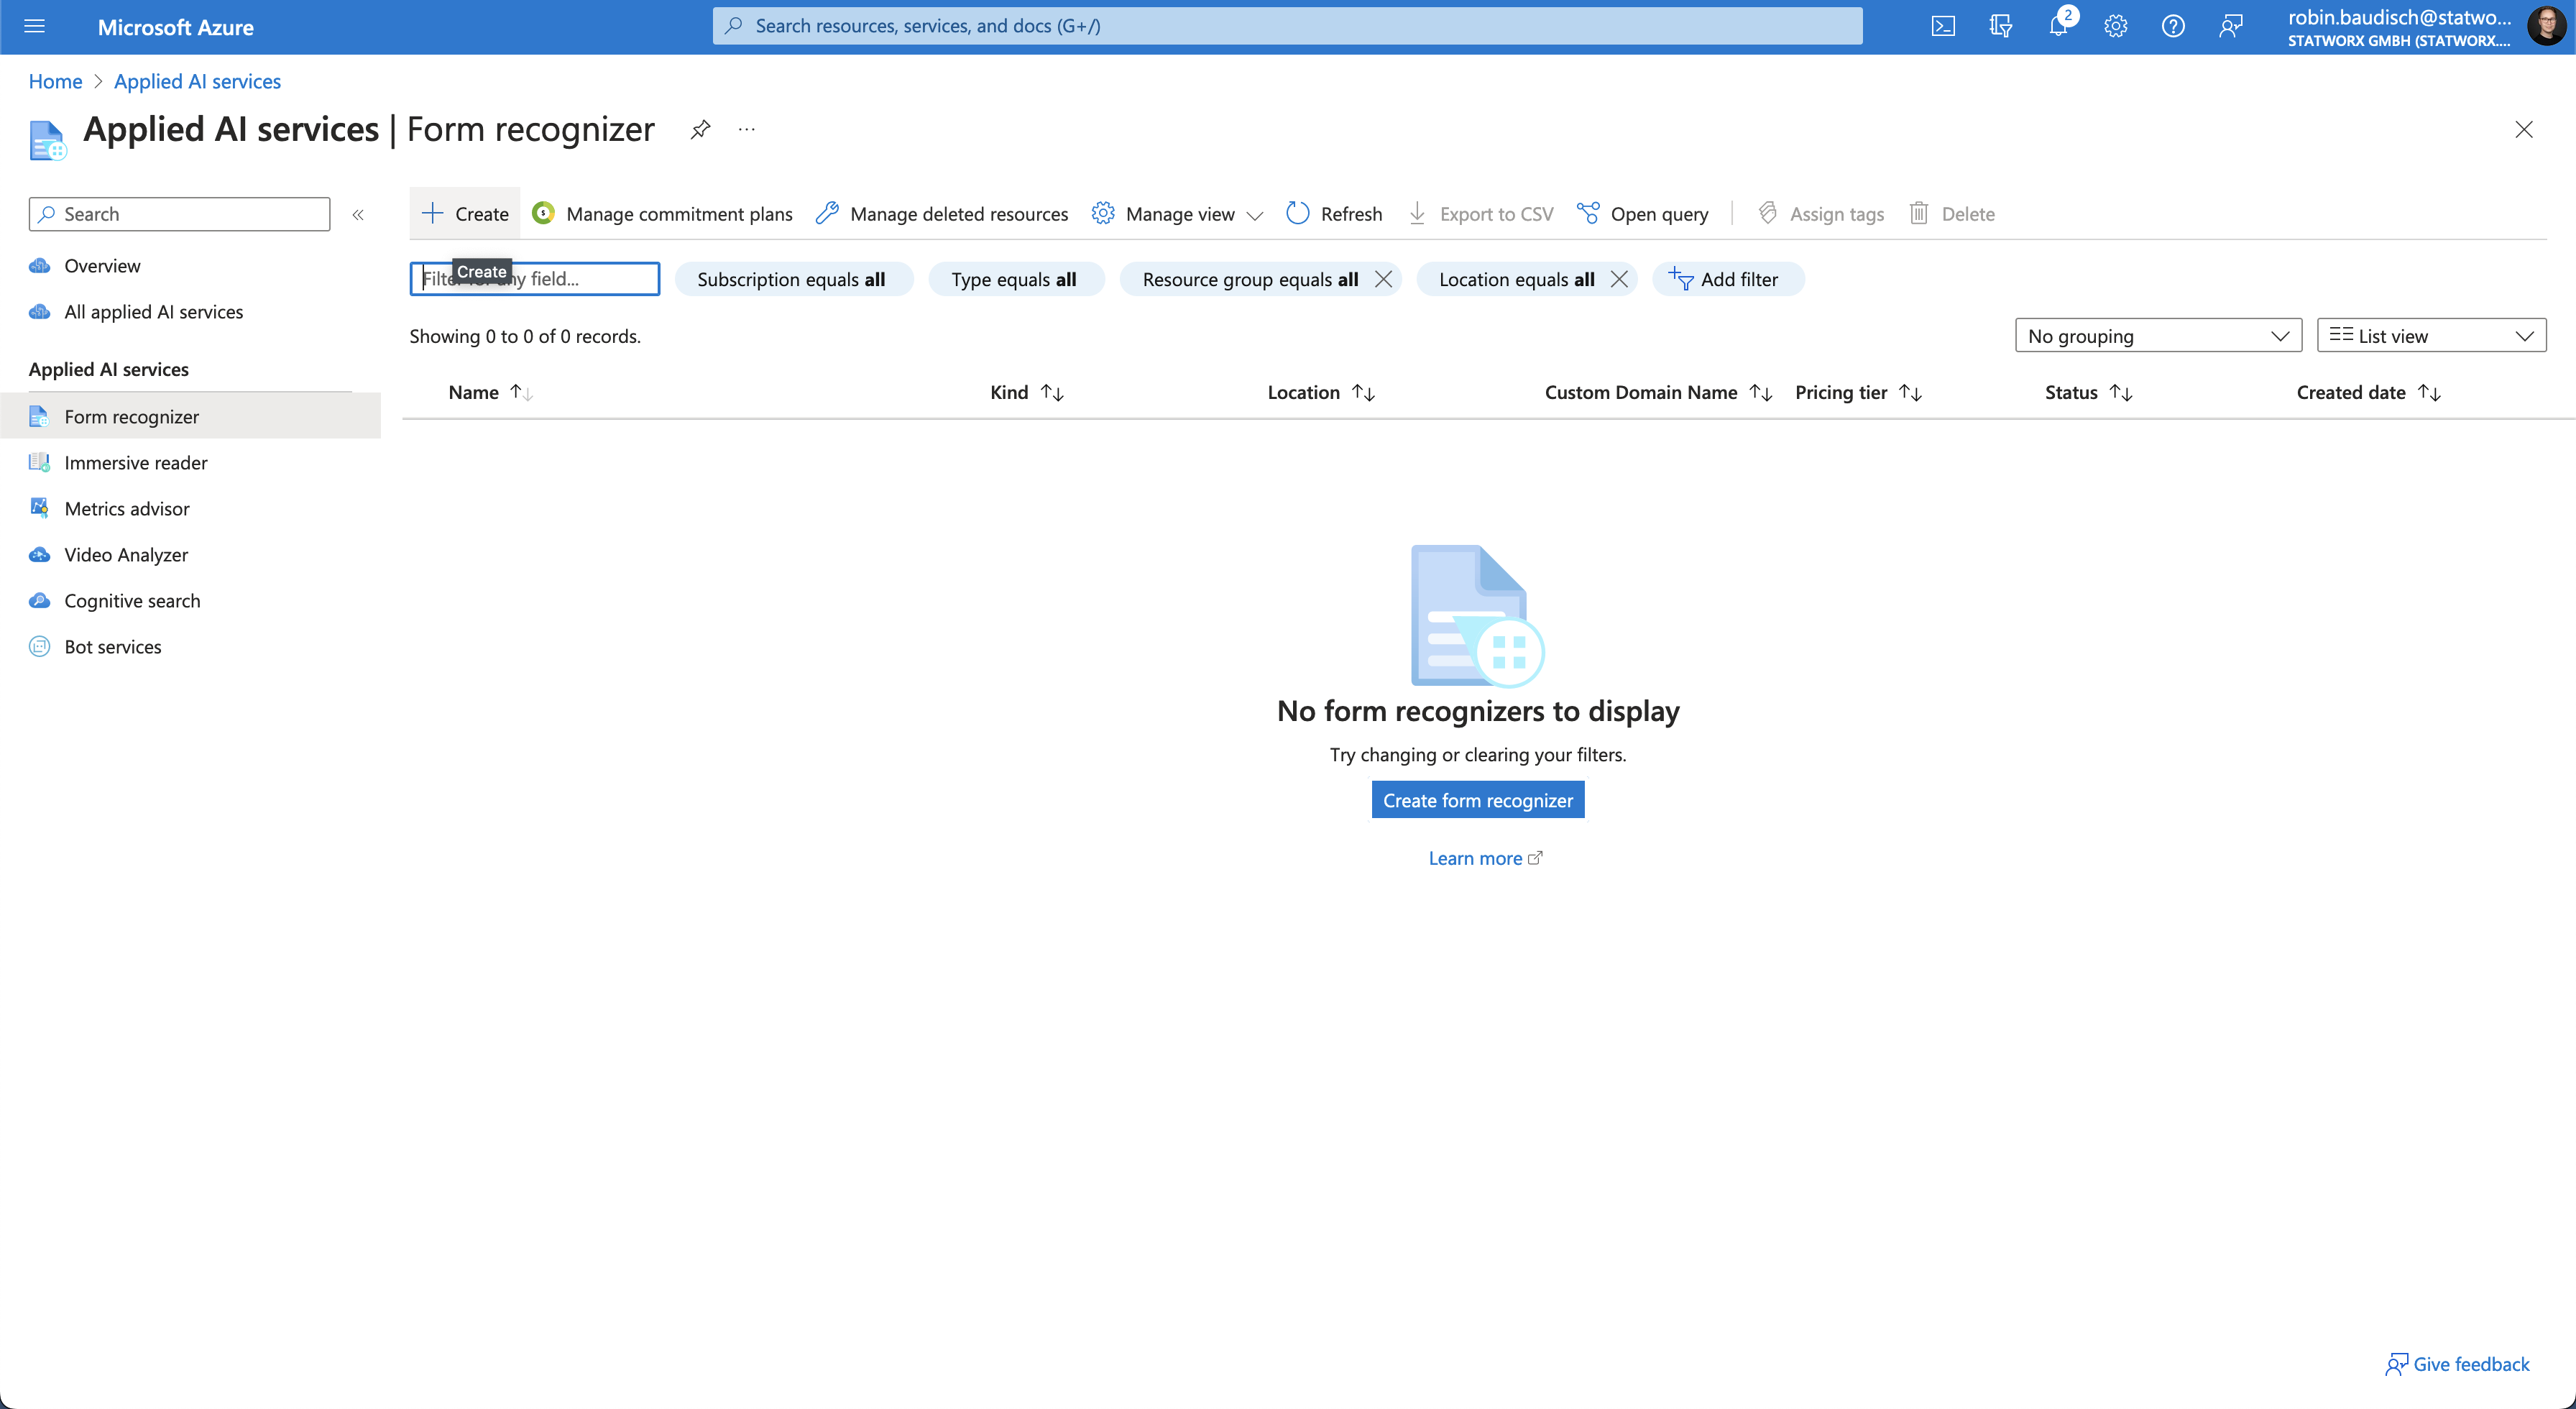 Microsoft Azure
Search resources, services, and docs (G+/)
2
robin.baudisch@statwo...
STATWORX GMBH (STATWORX....
Home > Applied AI services
Applied AI services | Form recognizer
...
Search
«
Create
Manage commitment plans
Manage deleted resources
Manage view
Refresh
Export to CSV
Open query
Assign tags
Delete
Overview
All applied AI services
Applied AI services
Form recognizer
Immersive reader
Metrics advisor
Video Analyzer
Cognitive search
Bot services
Create
Filter for any field...
Subscription equals all
Type equals all
Resource group equals all
Location equals all
Add filter
Showing 0 to 0 of 0 records.
No grouping
List view
Name ↑↓
Kind ↑↓
Location ↑↓
Custom Domain Name ↑↓
Pricing tier ↑↓
Status ↑↓
Created date ↑↓
No form recognizers to display
Try changing or clearing your filters.
Create form recognizer
Learn more
Give feedback